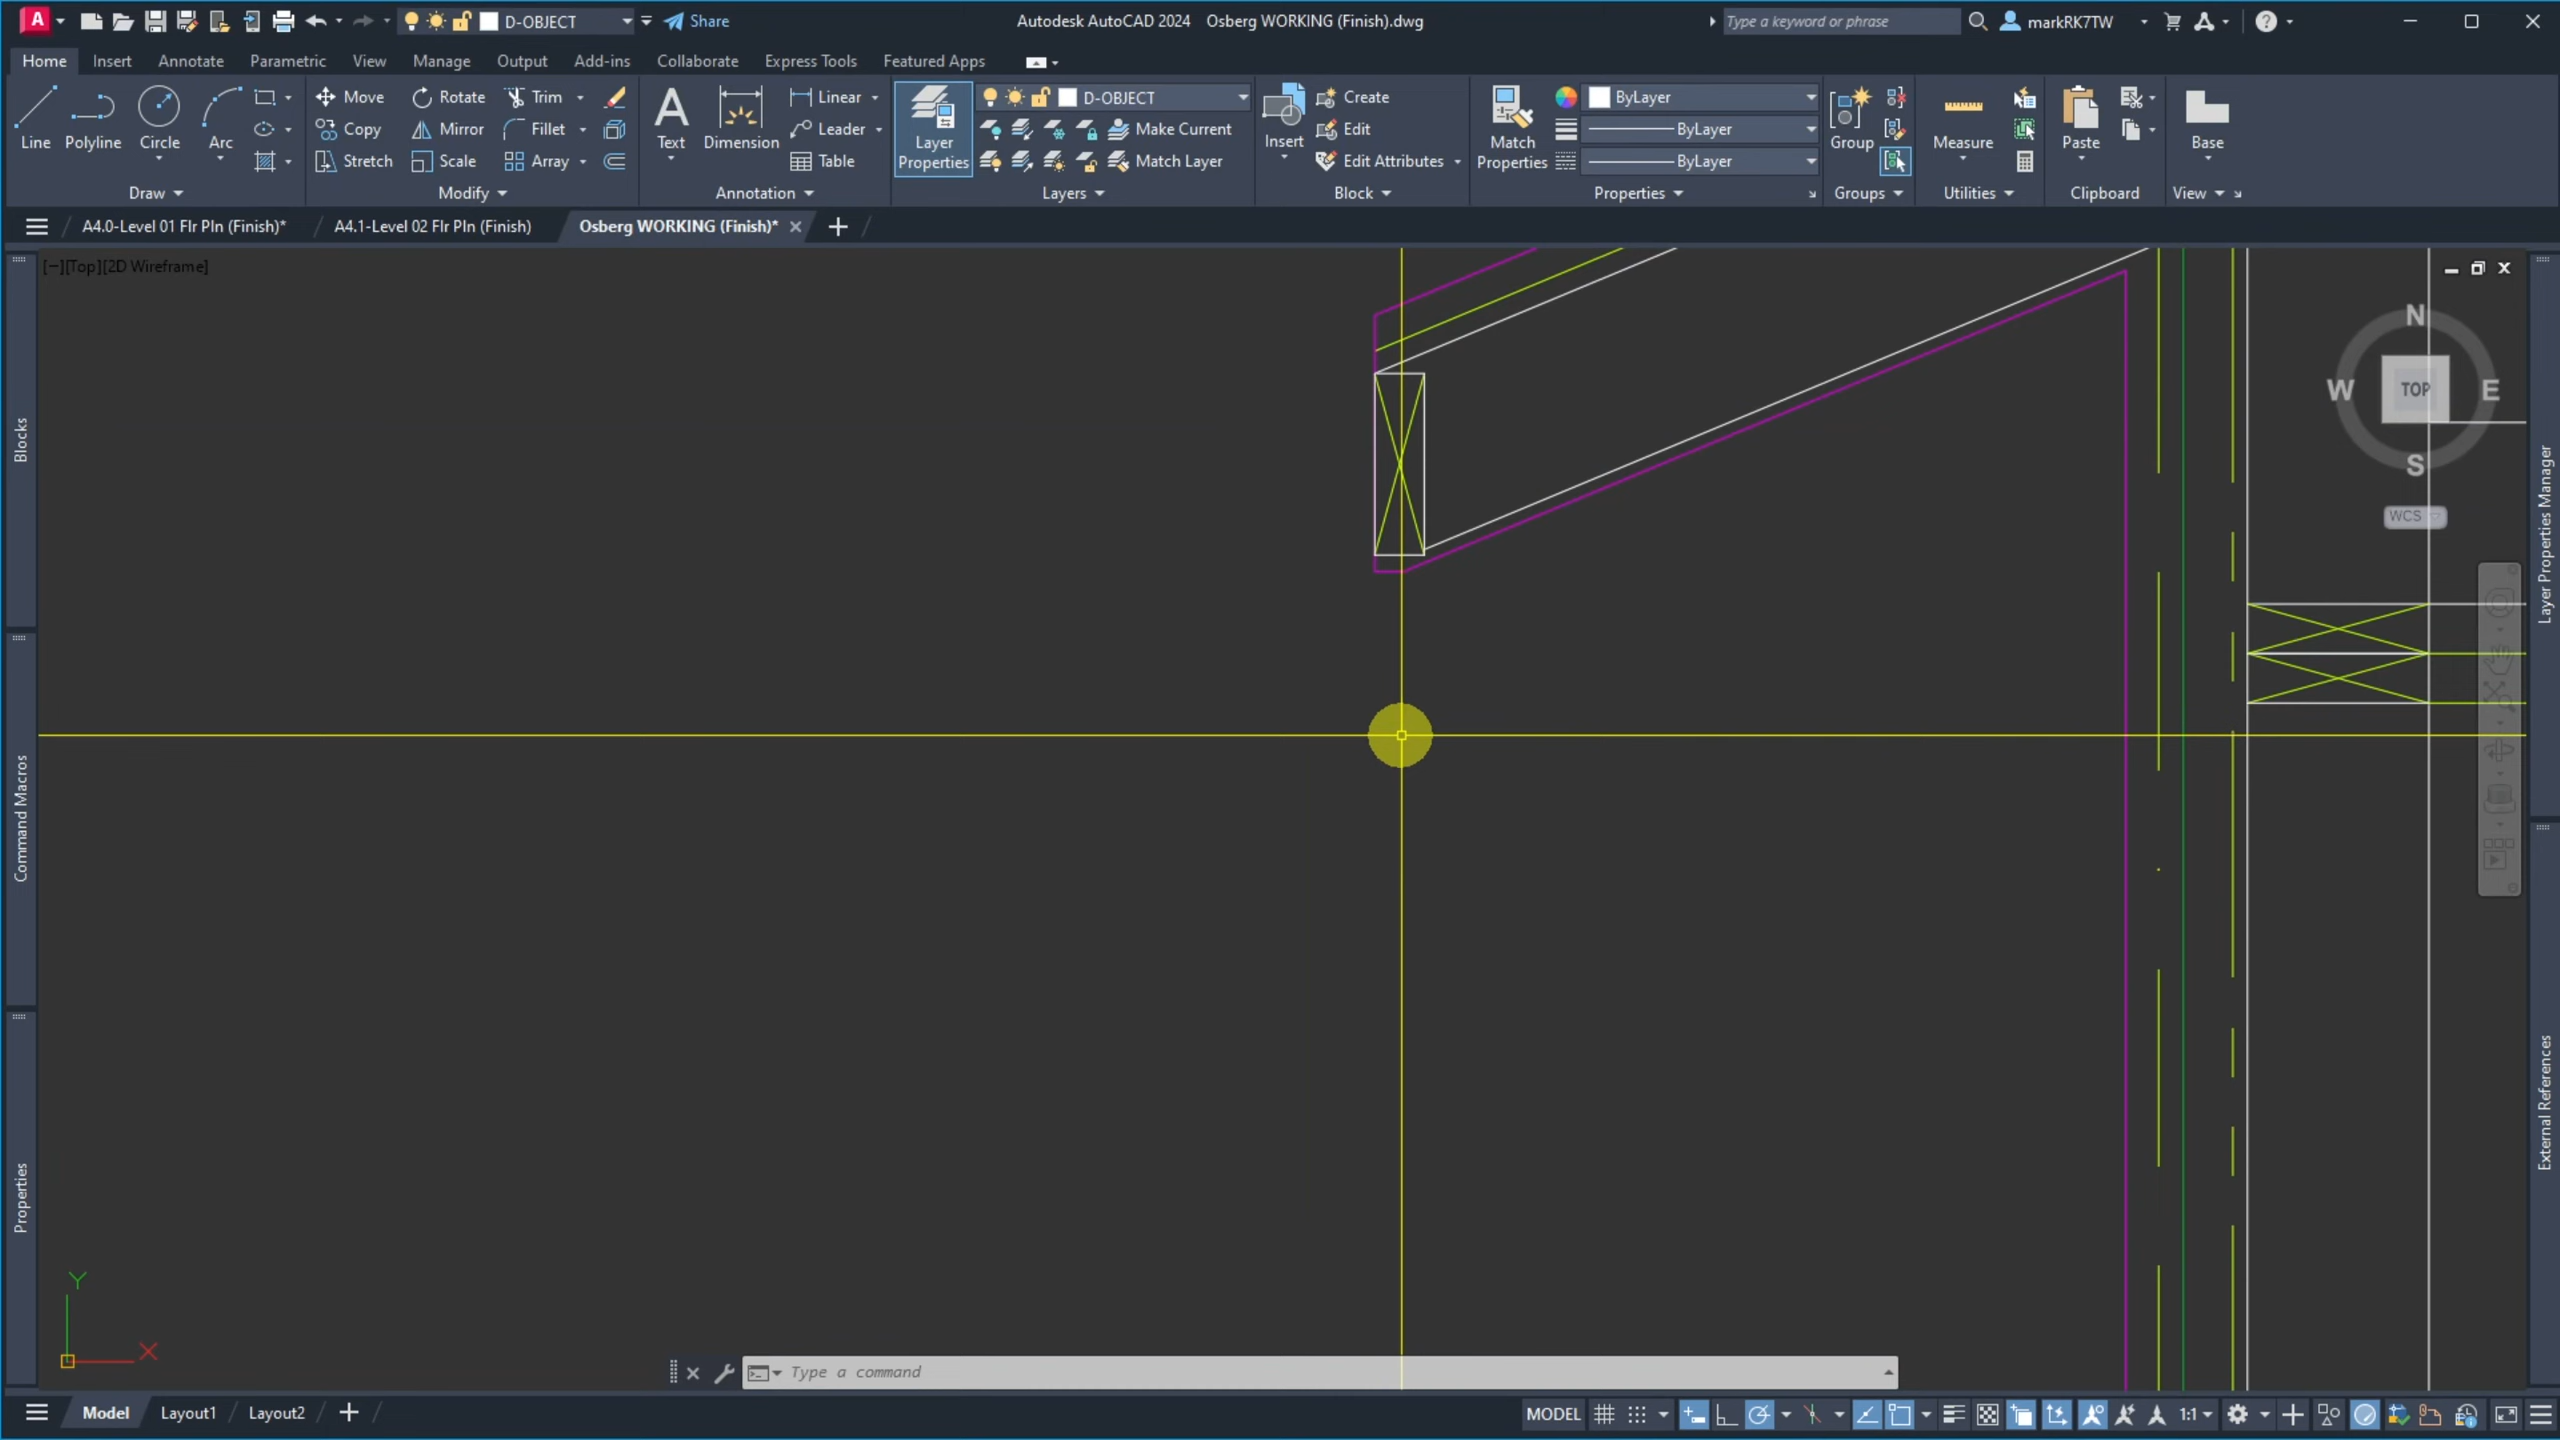 A D-OBJECT Share Autodesk AutoCAD 2024 Osberg WORKING (Finish).dwg Type a keyword or phrase markRK7TW
Home Insert Annotate Parametric View Manage Output Add-ins Collaborate Express Tools Featured Apps
Line Polyline Circle Arc
Draw
Move Rotate Trim
Copy Mirror Fillet
Stretch Scale Array
Modify
Text Dimension
Linear
Leader
Table
Annotation
Layer
Properties
D-OBJECT
Make Current
Match Layer
Layers
Insert
Create
Edit
Edit Attributes
Block
Match
Properties
ByLayer
ByLayer
ByLayer
Properties
Group
Groups
Measure
Utilities
Paste
Clipboard
Base
View
A4.0-Level 01 Flr Pln (Finish)* A4.1-Level 02 Flr Pln (Finish) Osberg WORKING (Finish)*
[−][Top][2D Wireframe]
N
W TOP E
S
WCS
Blocks
Command Macros
Properties
Layer Properties Manager
External References
Y
X
Type a command
Model Layout1 Layout2
MODEL 1:1